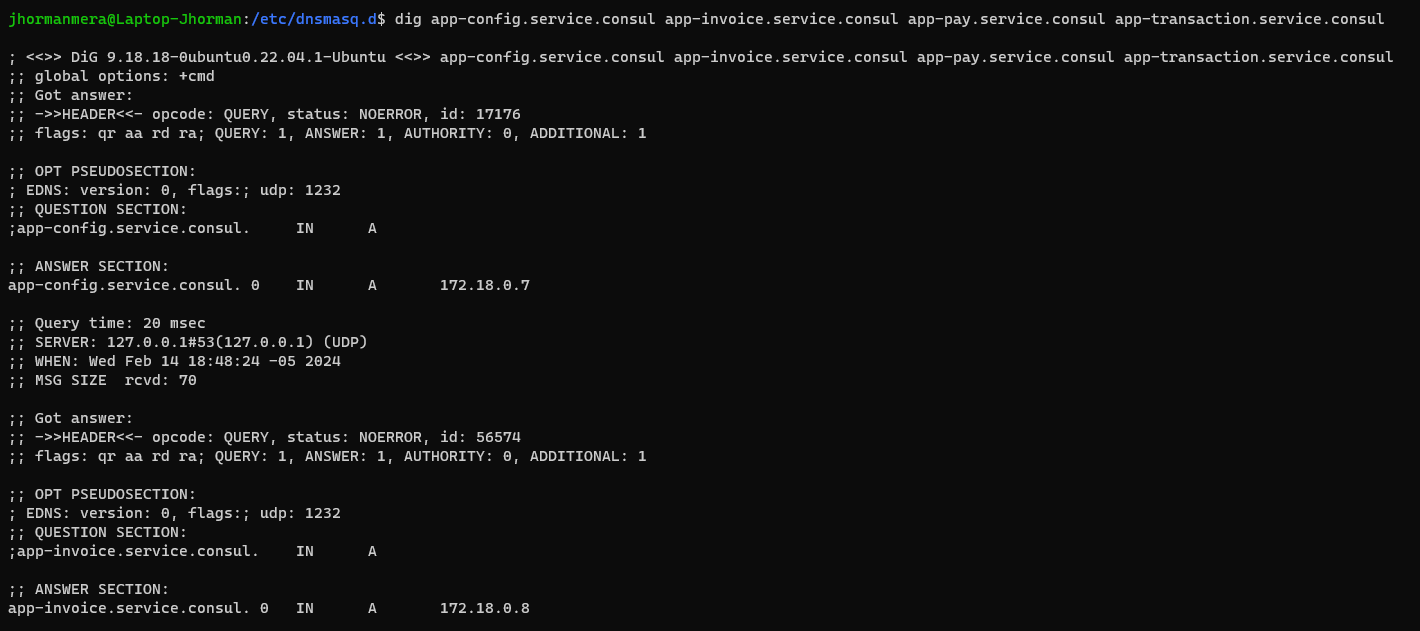 jhormanmera@Laptop-Jhorman:/etc/dnsmasq.d$ dig app-config.service.consul app-invoice.service.consul app-pay.service.consul app-transaction.service.consul
; <<>> DiG 9.18.18-0ubuntu0.22.04.1-Ubuntu <<>> app-config.service.consul app-invoice.service.consul app-pay.service.consul app-transaction.service.consul
;; global options: +cmd
;; Got answer:
;; ->>HEADER<<- opcode: QUERY, status: NOERROR, id: 17176
;; flags: qr aa rd ra; QUERY: 1, ANSWER: 1, AUTHORITY: 0, ADDITIONAL: 1
;; OPT PSEUDOSECTION:
; EDNS: version: 0, flags:; udp: 1232
;; QUESTION SECTION:
;app-config.service.consul. IN A
;; ANSWER SECTION:
app-config.service.consul. 0 IN A 172.18.0.7
;; Query time: 20 msec
;; SERVER: 127.0.0.1#53(127.0.0.1) (UDP)
;; WHEN: Wed Feb 14 18:48:24 -05 2024
;; MSG SIZE rcvd: 70
;; Got answer:
;; ->>HEADER<<- opcode: QUERY, status: NOERROR, id: 56574
;; flags: qr aa rd ra; QUERY: 1, ANSWER: 1, AUTHORITY: 0, ADDITIONAL: 1
;; OPT PSEUDOSECTION:
; EDNS: version: 0, flags:; udp: 1232
;; QUESTION SECTION:
;app-invoice.service.consul. IN A
;; ANSWER SECTION:
app-invoice.service.consul. 0 IN A 172.18.0.8